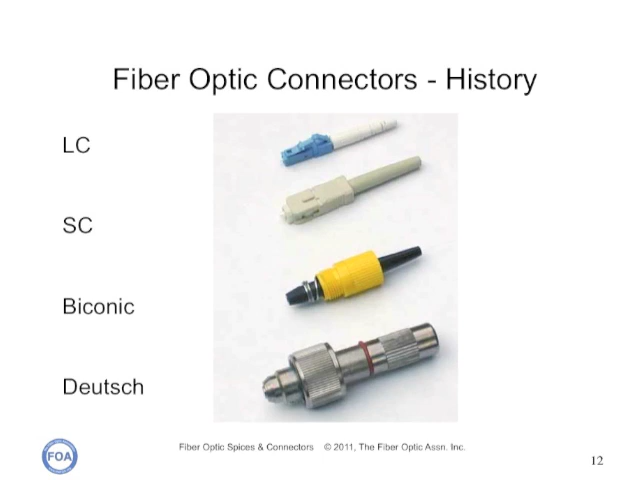 Fiber Optic Connectors - History
LC
SC
Biconic
Deutsch
FOA
Fiber Optic Spices & Connectors © 2011, The Fiber Optic Assn. Inc.
12